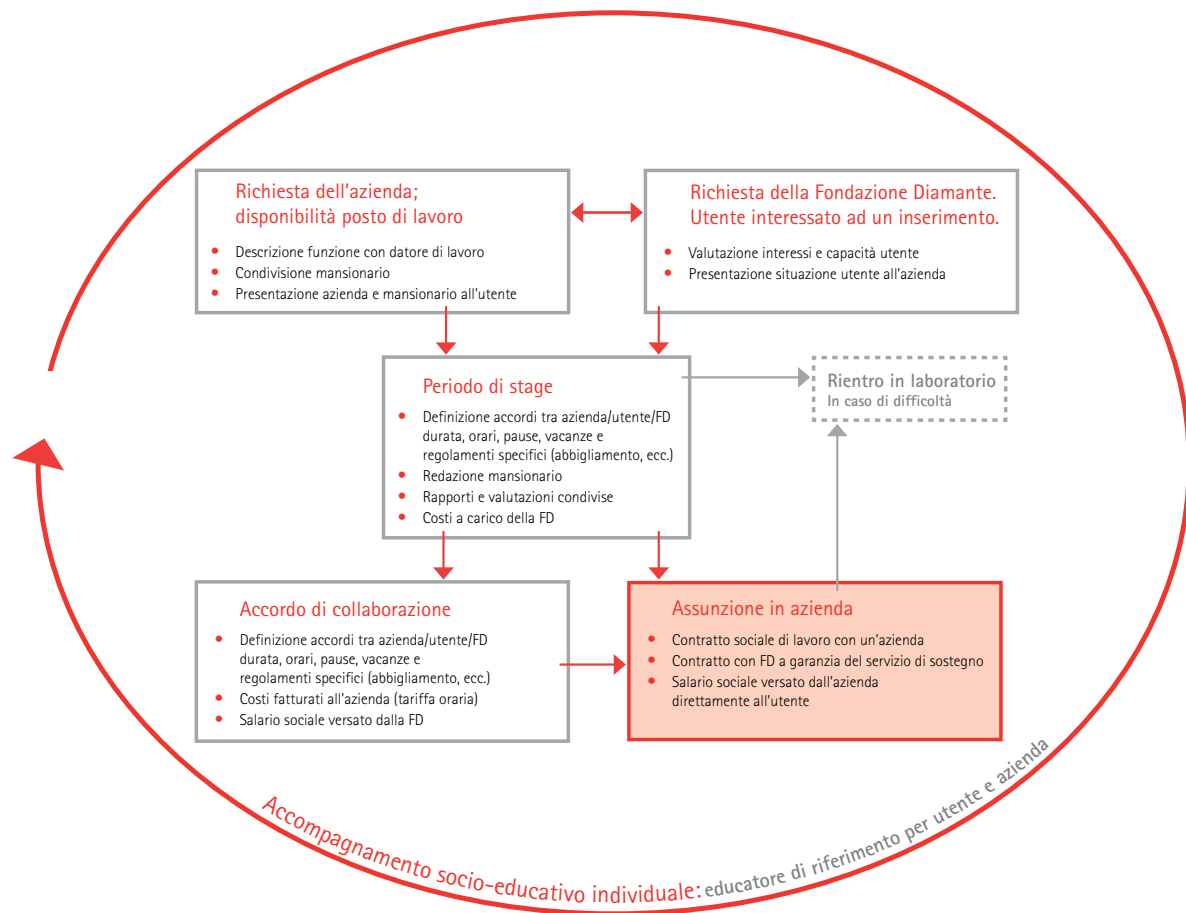 Richiesta dell'azienda;
disponibilità posto di lavoro
• Descrizione funzione con datore di lavoro
• Condivisione mansionario
• Presentazione azienda e mansionario all'utente
Richiesta della Fondazione Diamante.
Utente interessato ad un inserimento.
• Valutazione interessi e capacità utente
• Presentazione situazione utente all'azienda
Periodo di stage
• Definizione accordi tra azienda/utente/FD
durata, orari, pause, vacanze e
regolamenti specifici (abbigliamento, ecc.)
• Redazione mansionario
• Rapporti e valutazioni condivise
• Costi a carico della FD
Rientro in laboratorio
In caso di difficoltà
Accordo di collaborazione
• Definizione accordi tra azienda/utente/FD
durata, orari, pause, vacanze e
regolamenti specifici (abbigliamento, ecc.)
• Costi fatturati all'azienda (tariffa oraria)
• Salario sociale versato dalla FD
Assunzione in azienda
• Contratto sociale di lavoro con un'azienda
• Contratto con FD a garanzia del servizio di sostegno
• Salario sociale versato dall'azienda
direttamente all'utente
Accompagnamento socio-educativo individuale: educatore di riferimento per utente e azienda